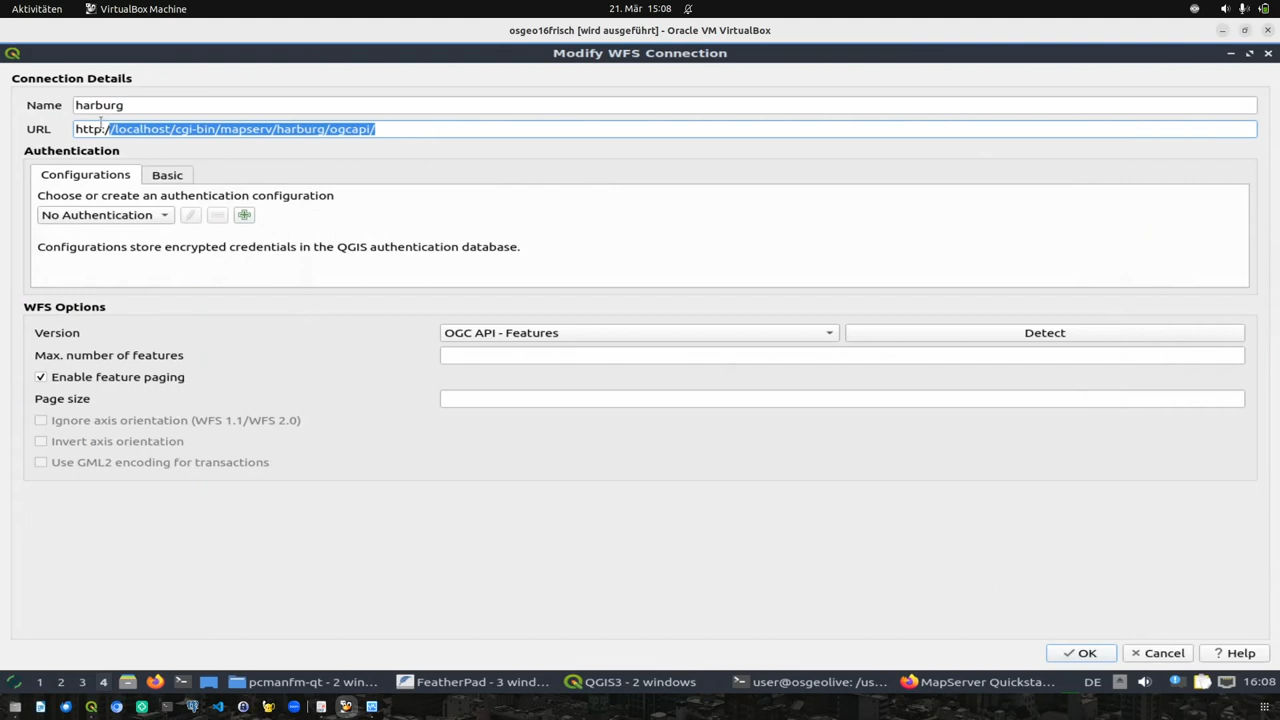 Aktivitäten VirtualBox Machine 21. Mär 15:08
osgeo16frisch [wird ausgeführt] - Oracle VM VirtualBox
Modify WFS Connection
Connection Details
Name harburg
URL http://localhost/cgi-bin/mapserv/harburg/ogcapi/
Authentication
Configurations Basic
Choose or create an authentication configuration
No Authentication
Configurations store encrypted credentials in the QGIS authentication database.
WFS Options
Version OGC API - Features Detect
Max. number of features
Enable feature paging
Page size
Ignore axis orientation (WFS 1.1/WFS 2.0)
Invert axis orientation
Use GML2 encoding for transactions
OK Cancel ? Help
1 2 3 4 pcmanfm-qt - 2 win... FeatherPad - 3 wind... QGIS3 - 2 windows user@osgeolive: /us... MapServer Quicksta... DE 16:08